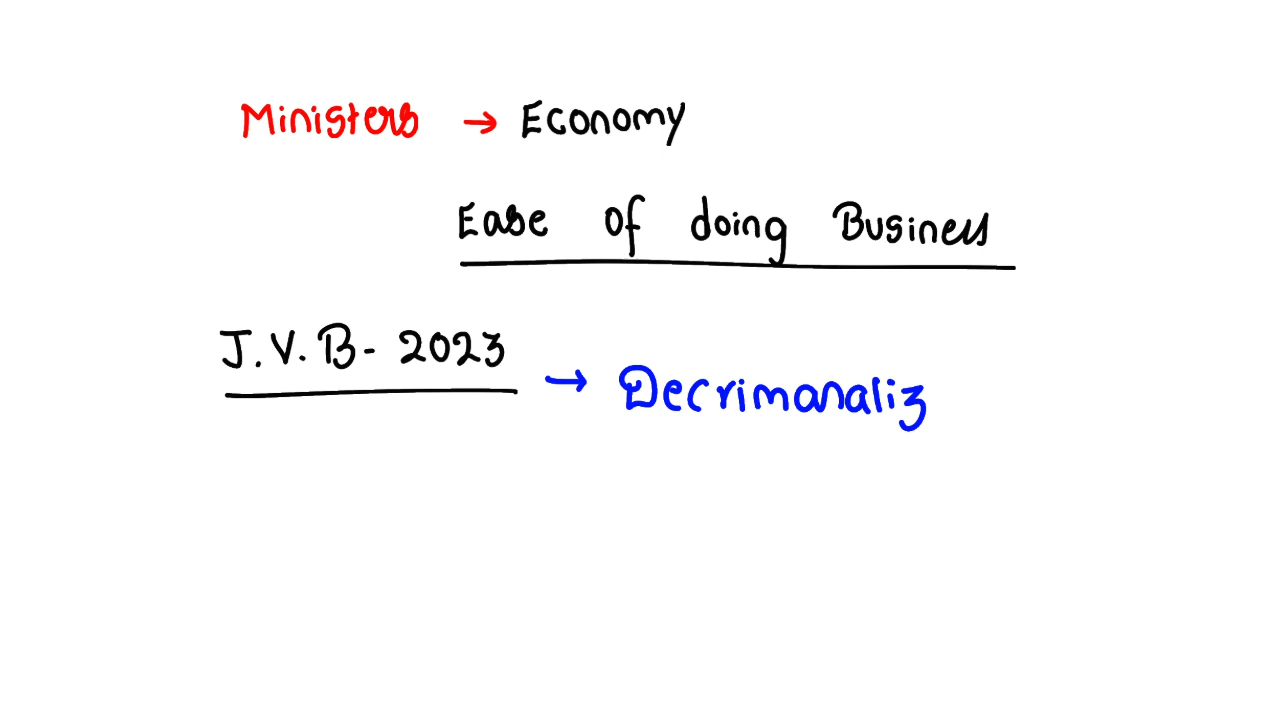 Ministers → Economy
Ease of doing Business
J.V.B- 2023 → Decrimanaliz